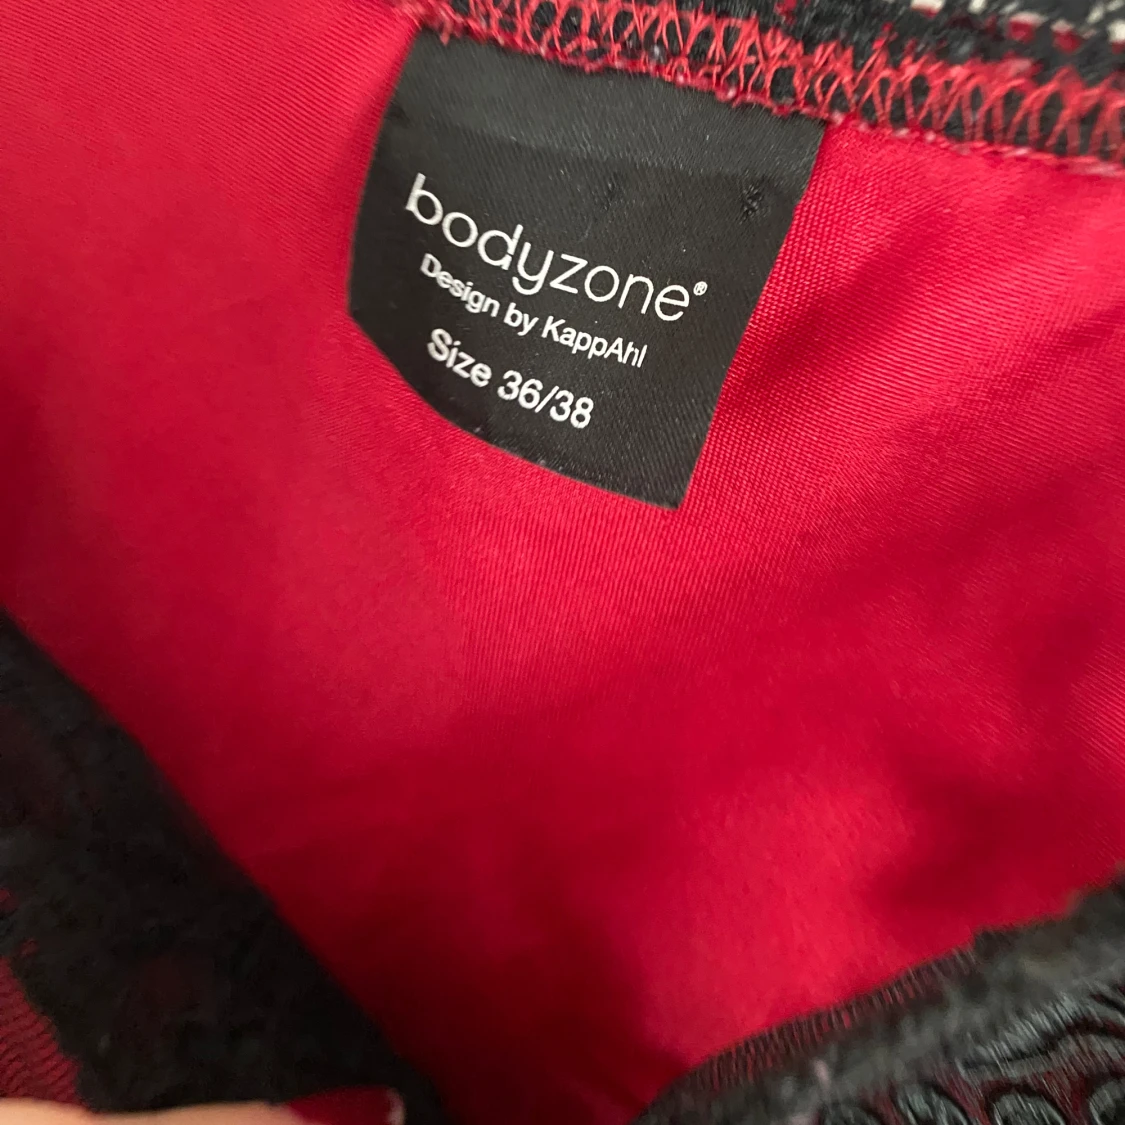 bodyzone®
Design by KappAhl
Size 36/38